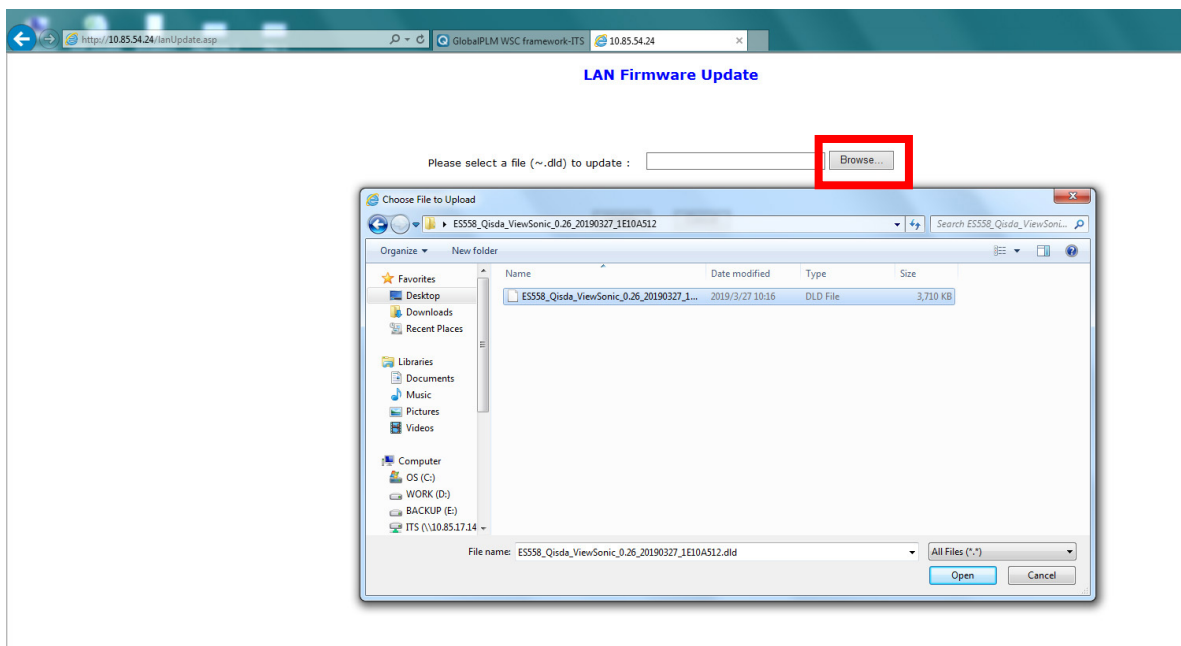 http://10.85.54.24/lanUpdate.asp
GlobalPLM WSC framework-ITS
10.85.54.24
LAN Firmware Update
Please select a file (~.dld) to update :
Browse...
Choose File to Upload
ES558_Qisda_ViewSonic_0.26_20190327_1E10A512
Search ES558_Qisda_ViewSoni...
Organize
New folder
Name
Date modified
Type
Size
ES558_Qisda_ViewSonic_0.26_20190327_1...
2019/3/27 10:16
DLD File
3,710 KB
Favorites
Desktop
Downloads
Recent Places
Libraries
Documents
Music
Pictures
Videos
Computer
OS (C:)
WORK (D:)
BACKUP (E:)
ITS (\\10.85.17.14
File name:
ES558_Qisda_ViewSonic_0.26_20190327_1E10A512.dld
All Files (*.*)
Open
Cancel